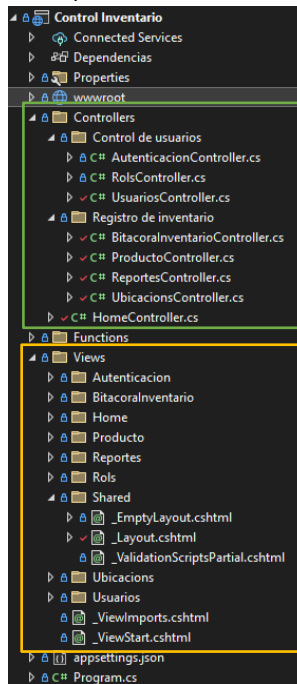 Control Inventario
Connected Services
Dependencias
Properties
wwwroot
Controllers
Control de usuarios
C# AutenticacionController.cs
C# RolsController.cs
C# UsuariosController.cs
Registro de inventario
C# BitacoraInventarioController.cs
C# ProductoController.cs
C# ReportesController.cs
C# UbicacionsController.cs
C# HomeController.cs
Functions
Views
Autenticacion
BitacoraInventario
Home
Producto
Reportes
Rols
Shared
_EmptyLayout.cshtml
_Layout.cshtml
_ValidationScriptsPartial.cshtml
Ubicacions
Usuarios
_ViewImports.cshtml
_ViewStart.cshtml
appsettings.json
C# Program.cs